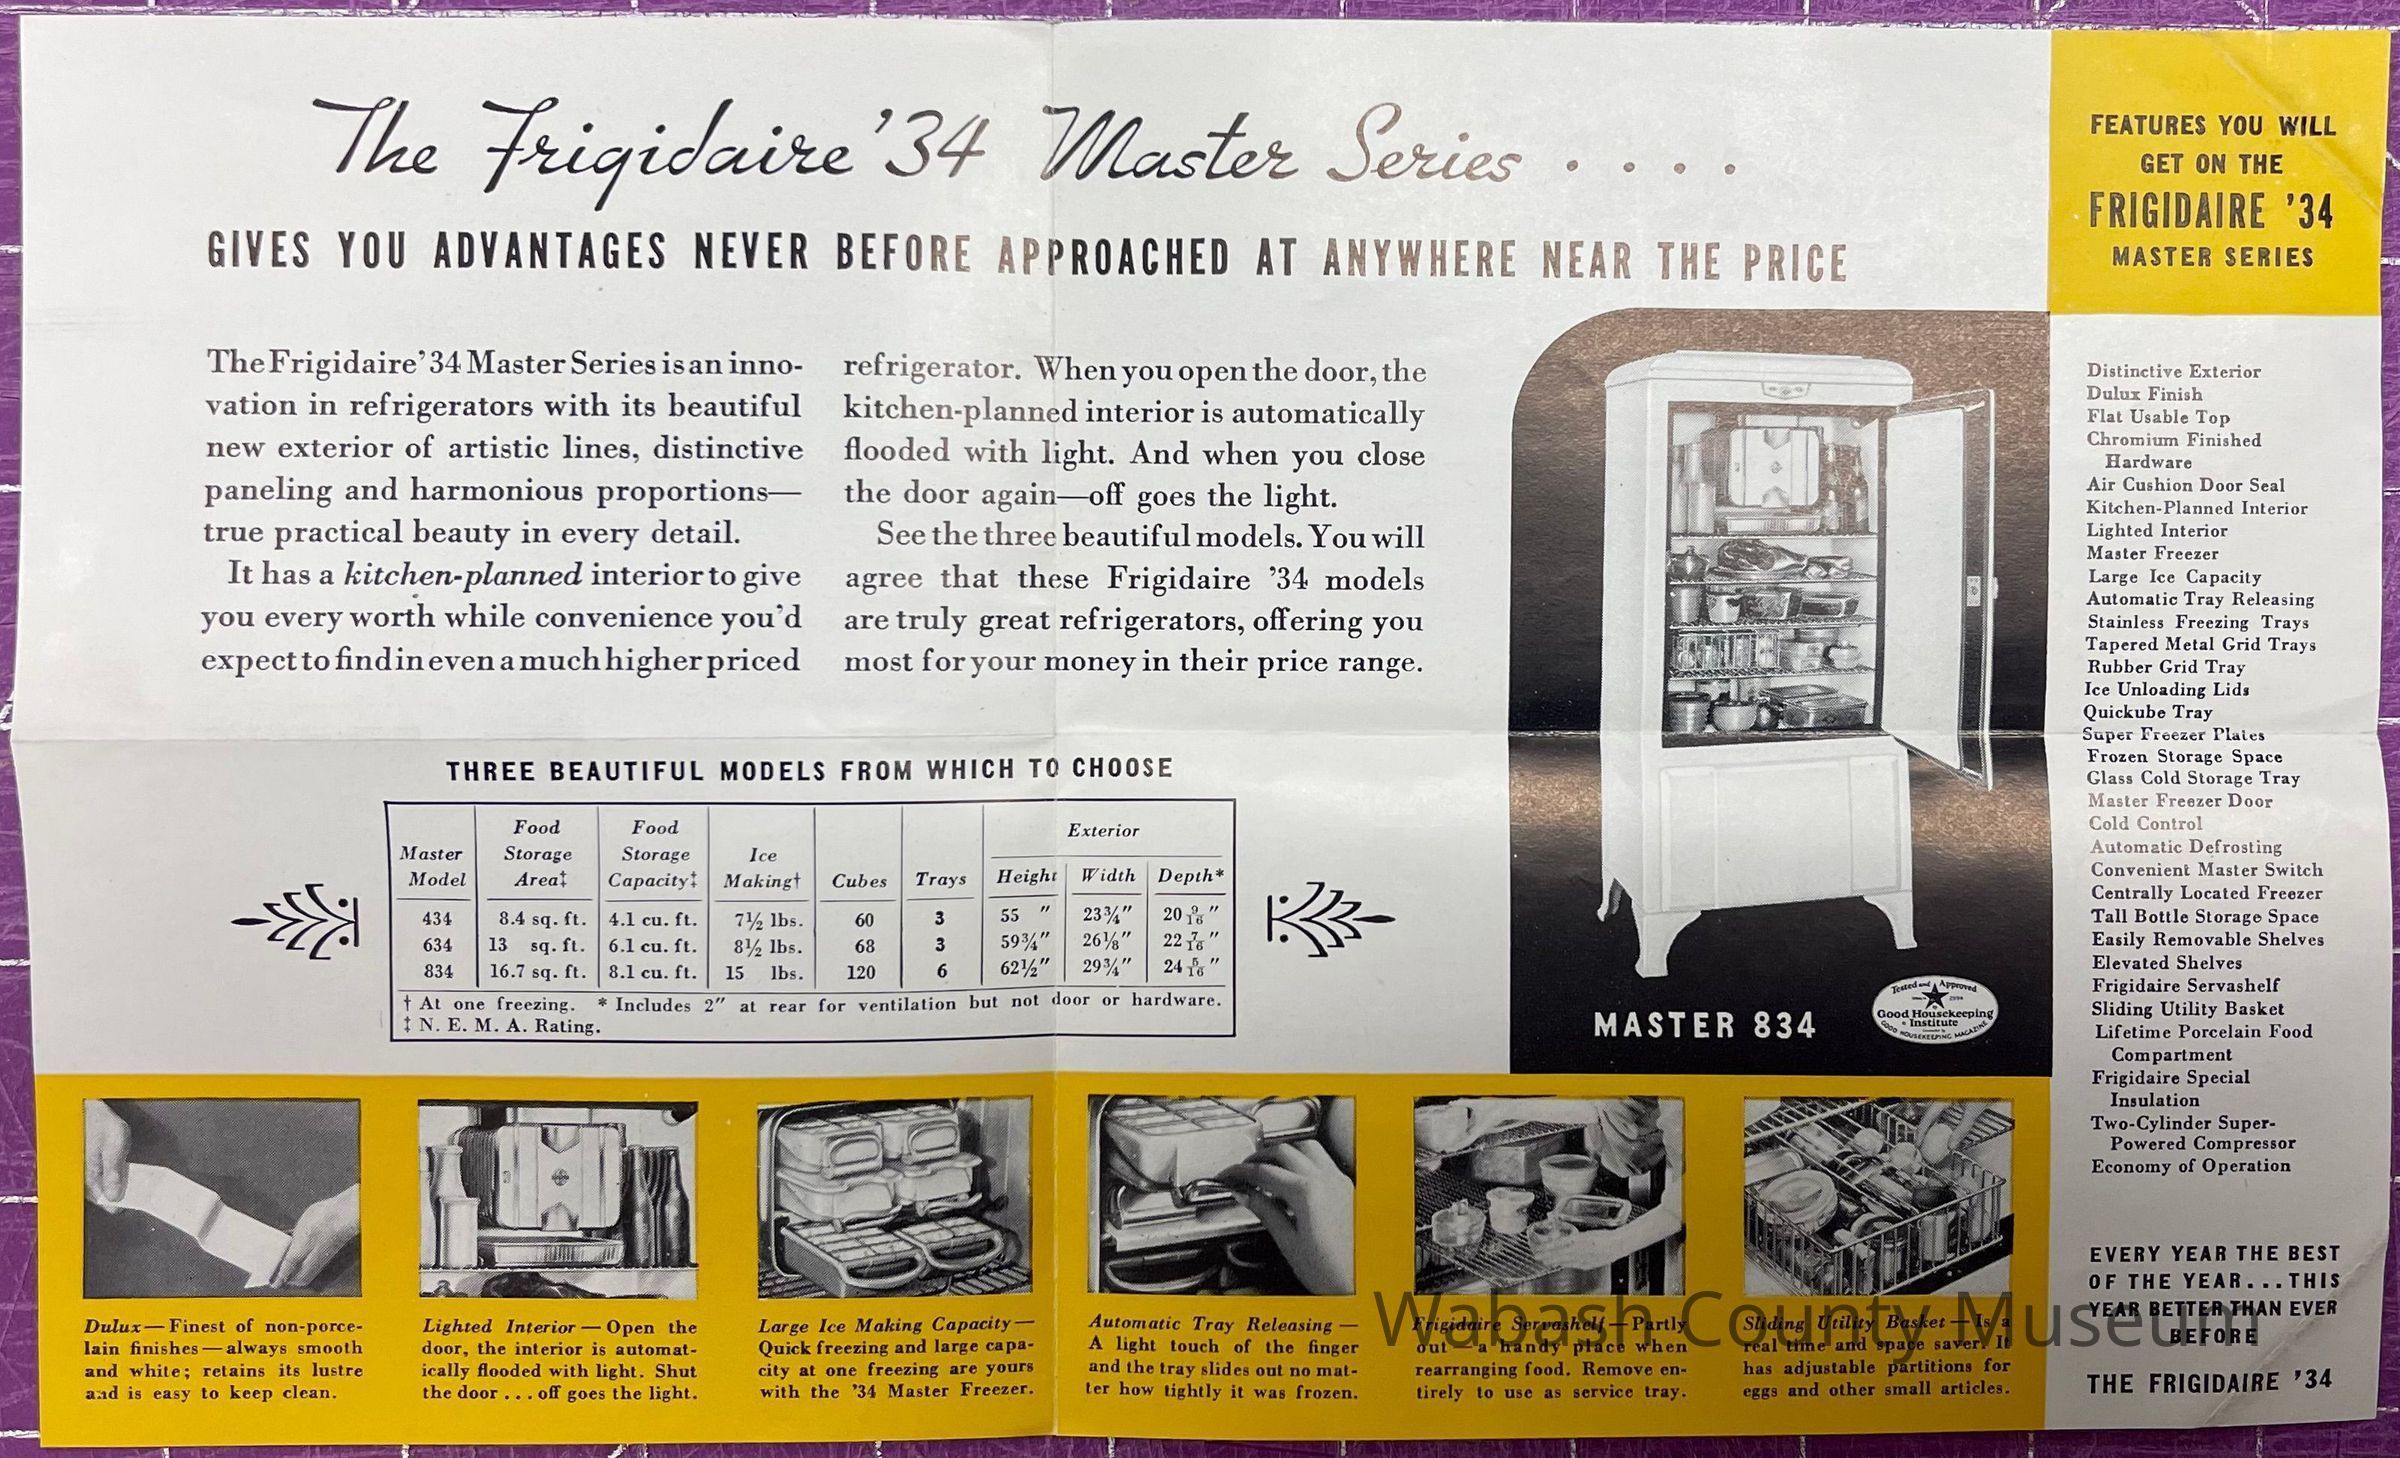 The Frigidaire '34 Master Series . . . .
GIVES YOU ADVANTAGES NEVER BEFORE APPROACHED AT ANYWHERE NEAR THE PRICE
The Frigidaire '34 Master Series is an inno-
vation in refrigerators with its beautiful
new exterior of artistic lines, distinctive
paneling and harmonious proportions—
true practical beauty in every detail.
It has a kitchen-planned interior to give
you every worth while convenience you'd
expect to find in even a much higher priced
refrigerator. When you open the door, the
kitchen-planned interior is automatically
flooded with light. And when you close
the door again—off goes the light.
See the three beautiful models. You will
agree that these Frigidaire '34 models
are truly great refrigerators, offering you
most for your money in their price range.
THREE BEAUTIFUL MODELS FROM WHICH TO CHOOSE
Master Model | Food Storage Area‡ | Food Storage Capacity‡ | Ice Making† | Cubes | Trays | Exterior Height | Width | Depth*
434 8.4 sq. ft. 4.1 cu. ft. 7½ lbs. 60 3 55 " 23¾" 20 9/16"
634 13 sq. ft. 6.1 cu. ft. 8½ lbs. 68 3 59¾" 26⅛" 22 7/16"
834 16.7 sq. ft. 8.1 cu. ft. 15 lbs. 120 6 62½" 29¾" 24 5/16"
† At one freezing. * Includes 2" at rear for ventilation but not door or hardware.
‡ N. E. M. A. Rating.
MASTER 834
Tested and Approved
2994
Good Housekeeping
Institute
GOOD HOUSEKEEPING MAGAZINE
Dulux—Finest of non-porce-
lain finishes—always smooth
and white; retains its lustre
and is easy to keep clean.
Lighted Interior—Open the
door, the interior is automat-
ically flooded with light. Shut
the door . . . off goes the light.
Large Ice Making Capacity—
Quick freezing and large capa-
city at one freezing are yours
with the '34 Master Freezer.
Automatic Tray Releasing—
A light touch of the finger
and the tray slides out no mat-
ter how tightly it was frozen.
Frigidaire Servashelf—Partly
out a handy place when
rearranging food. Remove en-
tirely to use as service tray.
Sliding Utility Basket—Is a
real time and space saver. It
has adjustable partitions for
eggs and other small articles.
FEATURES YOU WILL
GET ON THE
FRIGIDAIRE '34
MASTER SERIES
Distinctive Exterior
Dulux Finish
Flat Usable Top
Chromium Finished
Hardware
Air Cushion Door Seal
Kitchen-Planned Interior
Lighted Interior
Master Freezer
Large Ice Capacity
Automatic Tray Releasing
Stainless Freezing Trays
Tapered Metal Grid Trays
Rubber Grid Tray
Ice Unloading Lids
Quickube Tray
Super Freezer Plates
Frozen Storage Space
Glass Cold Storage Tray
Master Freezer Door
Cold Control
Automatic Defrosting
Convenient Master Switch
Centrally Located Freezer
Tall Bottle Storage Space
Easily Removable Shelves
Elevated Shelves
Frigidaire Servashelf
Sliding Utility Basket
Lifetime Porcelain Food
Compartment
Frigidaire Special
Insulation
Two-Cylinder Super-
Powered Compressor
Economy of Operation
EVERY YEAR THE BEST
OF THE YEAR...THIS
YEAR BETTER THAN EVER
BEFORE
THE FRIGIDAIRE '34
Wabash County Museum